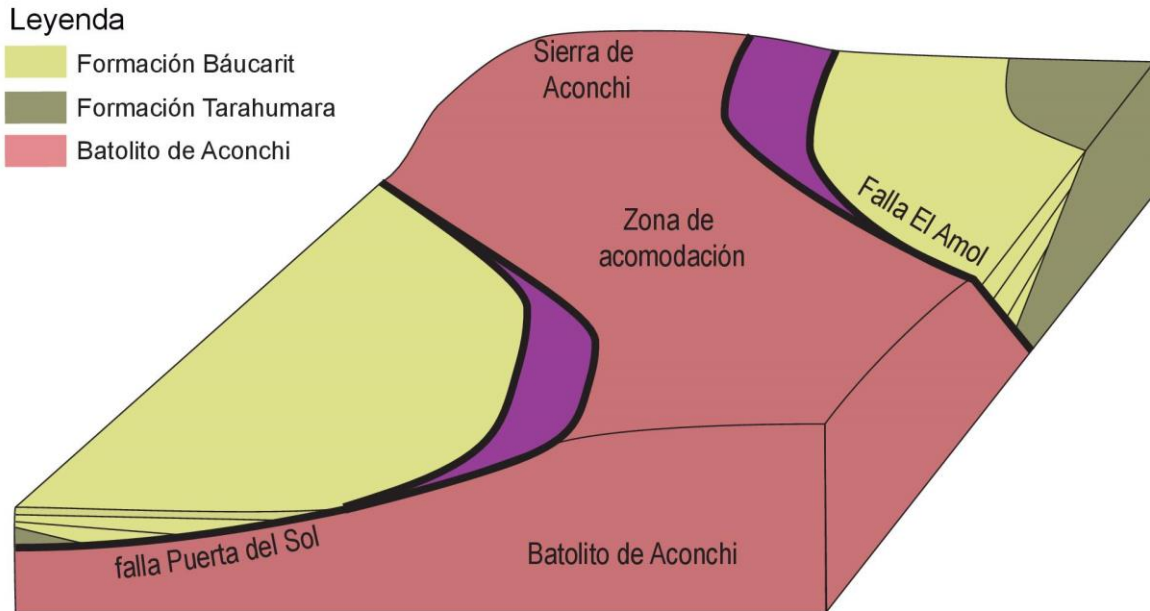 Leyenda
Formación Báucarit
Formación Tarahumara
Batolito de Aconchi
Sierra de
Aconchi
Zona de
acomodación
Falla El Amol
falla Puerta del Sol
Batolito de Aconchi